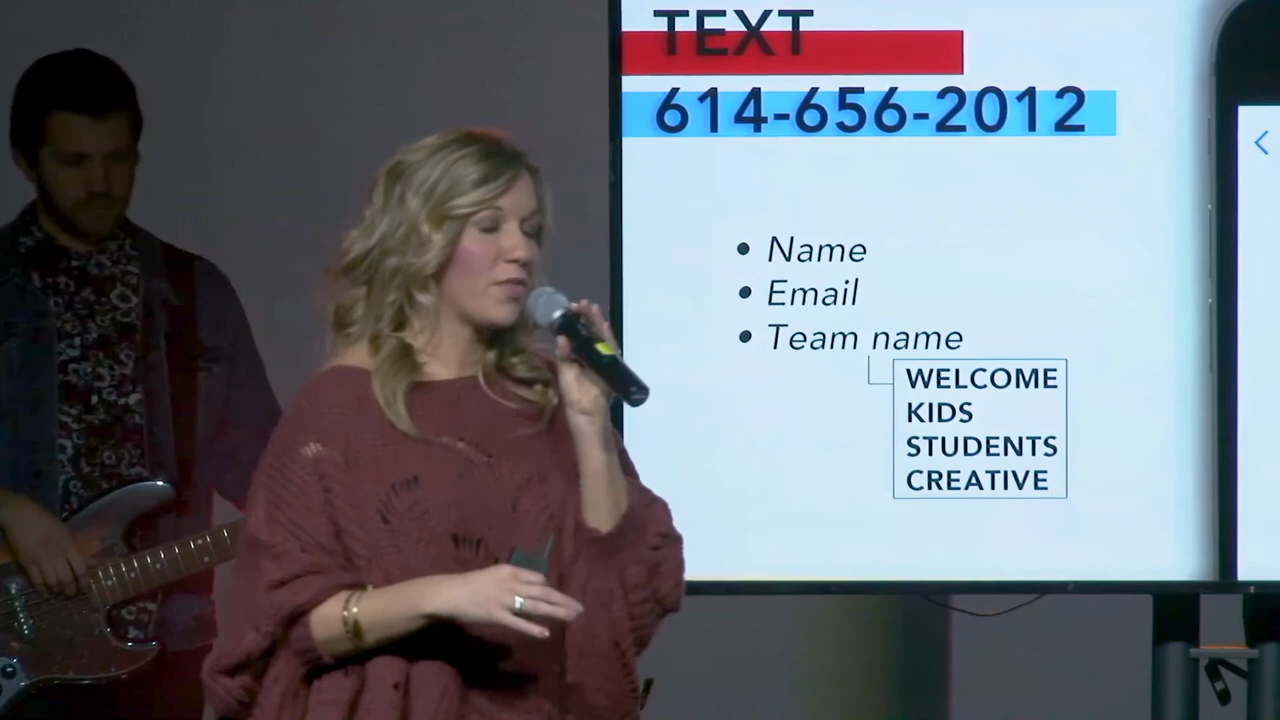 TEXT
614-656-2012
• Name
• Email
• Team name
WELCOME
KIDS
STUDENTS
CREATIVE